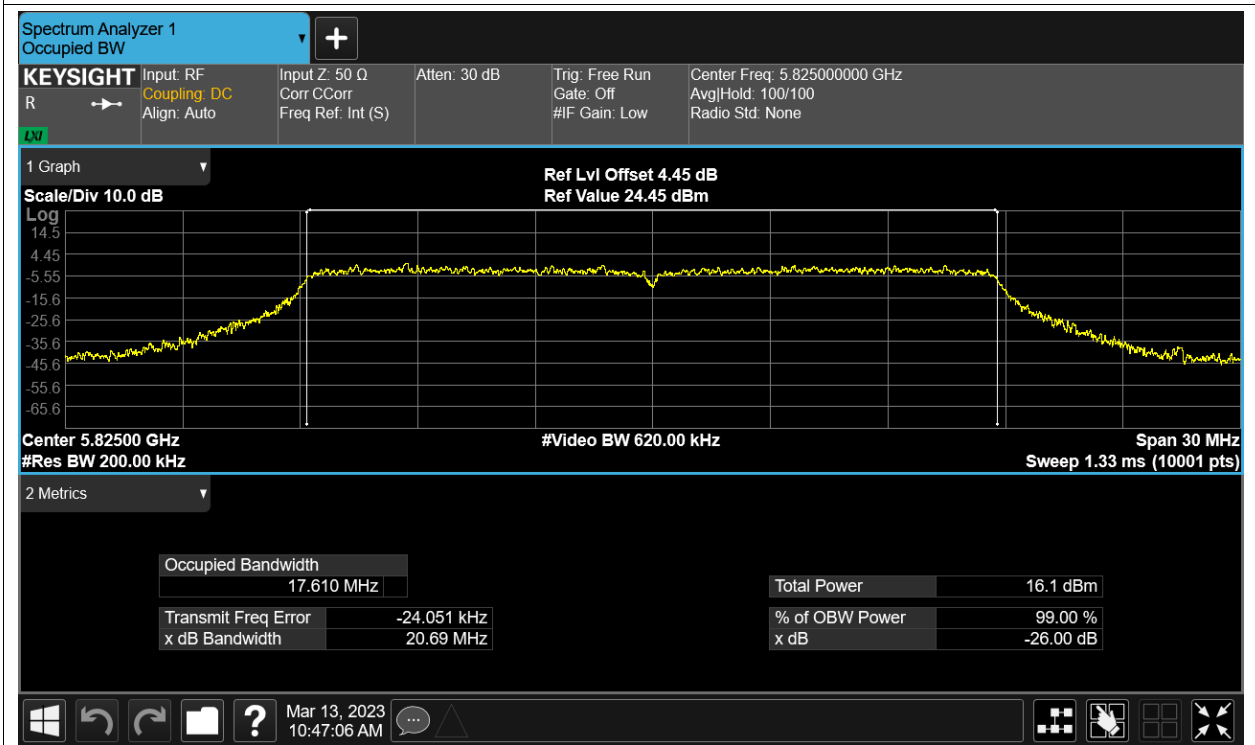 Spectrum Analyzer 1
Occupied BW
KEYSIGHT
R
LXI
Input: RF
Coupling: DC
Align: Auto
Input Z: 50 Ω
Corr CCorr
Freq Ref: Int (S)
Atten: 30 dB
Trig: Free Run
Gate: Off
#IF Gain: Low
Center Freq: 5.825000000 GHz
Avg|Hold: 100/100
Radio Std: None
1 Graph
Scale/Div 10.0 dB
Ref Lvl Offset 4.45 dB
Ref Value 24.45 dBm
Log
14.5
4.45
-5.55
-15.6
-25.6
-35.6
-45.6
-55.6
-65.6
Center 5.82500 GHz
#Video BW 620.00 kHz
Span 30 MHz
#Res BW 200.00 kHz
Sweep 1.33 ms (10001 pts)
2 Metrics
Occupied Bandwidth
17.610 MHz
Total Power 16.1 dBm
Transmit Freq Error -24.051 kHz
% of OBW Power 99.00 %
x dB Bandwidth 20.69 MHz
x dB -26.00 dB
Mar 13, 2023
10:47:06 AM